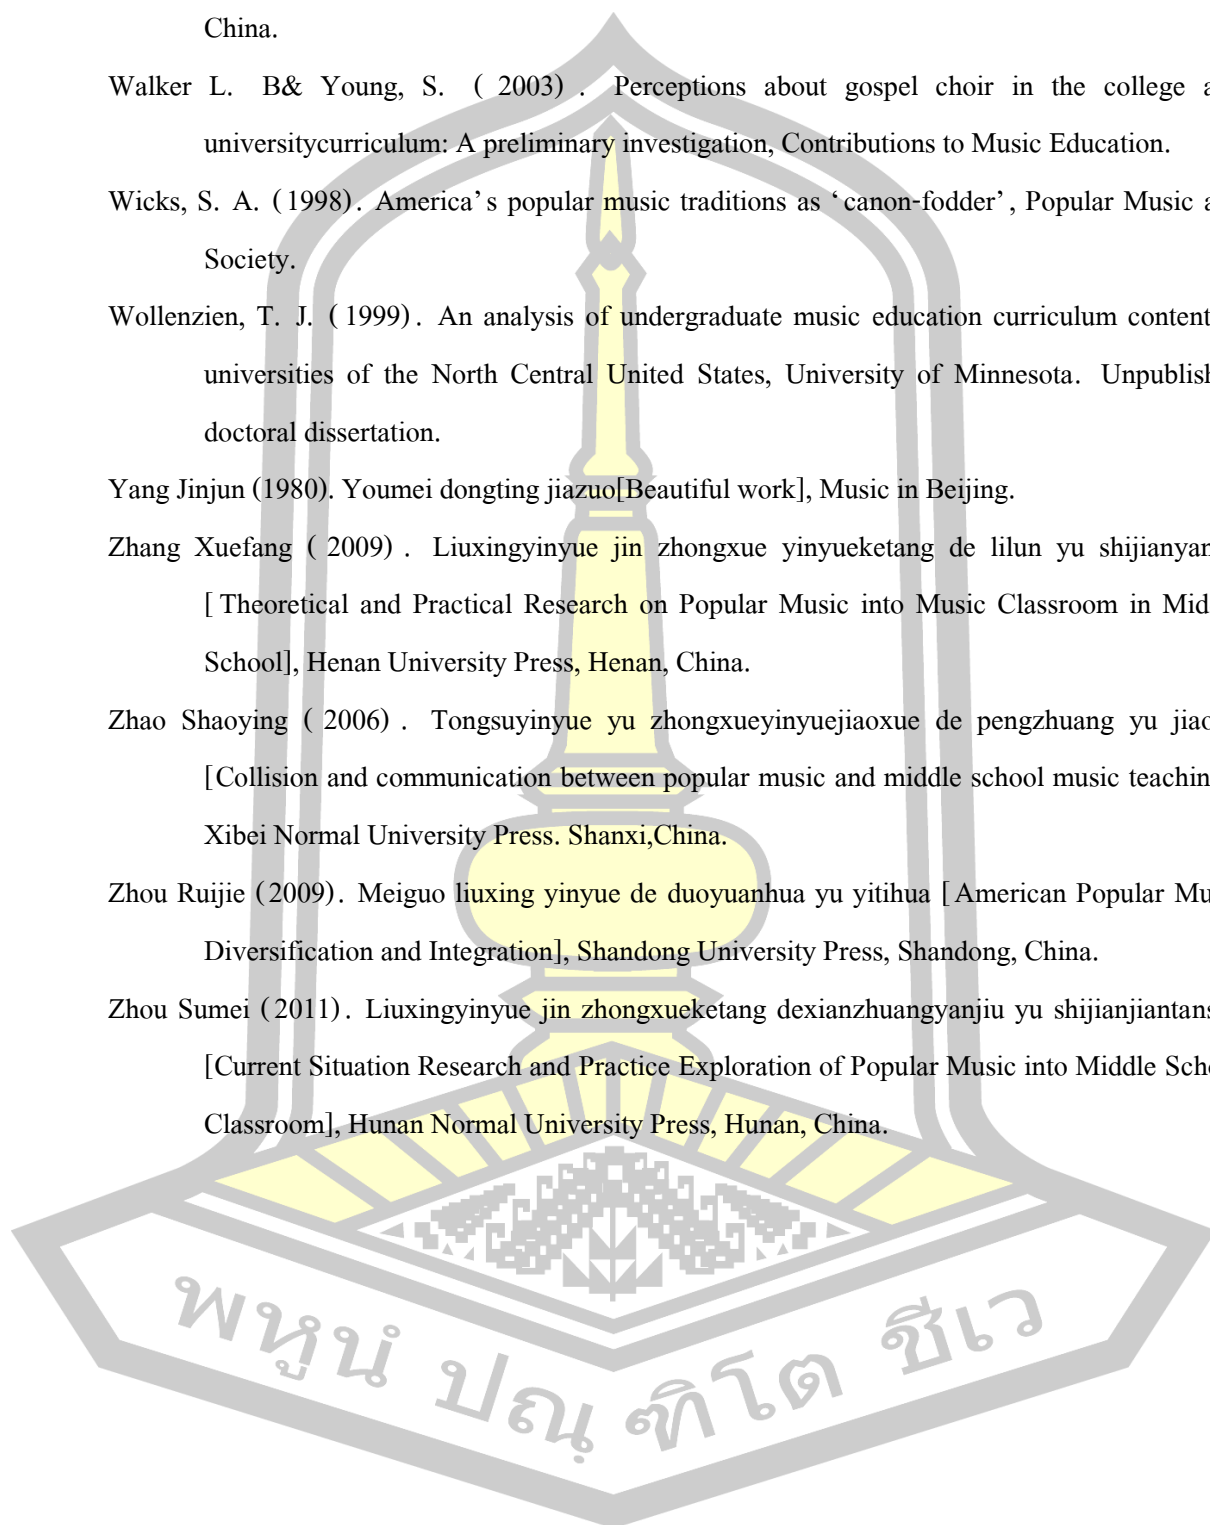 China.
Walker L. B& Young, S. ( 2003) . Perceptions about gospel choir in the college
universitycurriculum: A preliminary investigation, Contributions to Music Education.
Wicks, S. A. (1998). America’s popular music traditions as ‘canon-fodder’, Popular Music
Society.
Wollenzien, T. J. (1999). An analysis of undergraduate music education curriculum content
universities of the North Central United States, University of Minnesota. Unpublish
doctoral dissertation.
Yang Jinjun (1980). Youmei dongting jiazuo[Beautiful work], Music in Beijing.
Zhang Xuefang ( 2009) . Liuxingyinyue jin zhongxue yinyueketang de lilun yu shijianyan
[ Theoretical and Practical Research on Popular Music into Music Classroom in Mid
School], Henan University Press, Henan, China.
Zhao Shaoying ( 2006) . Tongsuyinyue yu zhongxueyinyuejiaoxue de pengzhuang yu jiao
[Collision and communication between popular music and middle school music teachin
Xibei Normal University Press. Shanxi,China.
Zhou Ruijie (2009). Meiguo liuxing yinyue de duoyuanhua yu yitihua [American Popular Mu
Diversification and Integration], Shandong University Press, Shandong, China.
Zhou Sumei (2011). Liuxingyinyue jin zhongxueketang dexianzhuangyanjiu yu shijianjiantans
[Current Situation Research and Practice Exploration of Popular Music into Middle Sch
Classroom], Hunan Normal University Press, Hunan, China.
พหูนํ ปณฺฑิโต ชีเว